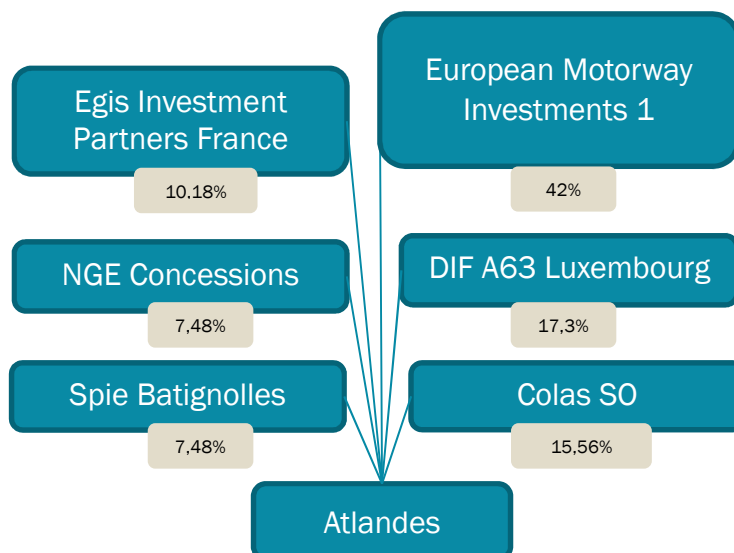 Egis Investment
Partners France
10,18%
European Motorway
Investments 1
42%
NGE Concessions
7,48%
DIF A63 Luxembourg
17,3%
Spie Batignolles
7,48%
Colas SO
15,56%
Atlandes